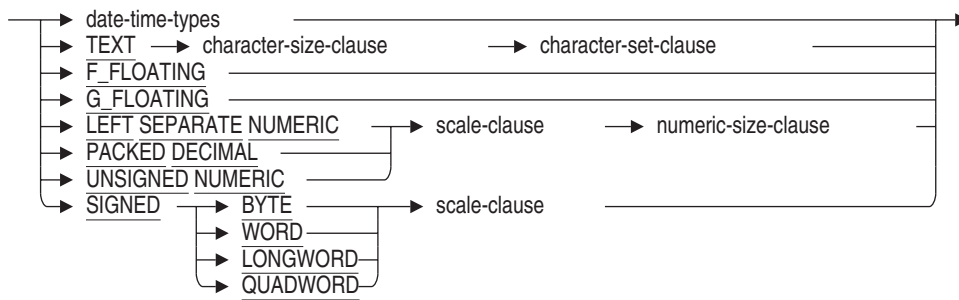 date-time-types
TEXT character-size-clause character-set-clause
F_FLOATING
G_FLOATING
LEFT SEPARATE NUMERIC scale-clause numeric-size-clause
PACKED DECIMAL
UNSIGNED NUMERIC
SIGNED BYTE scale-clause
WORD
LONGWORD
QUADWORD